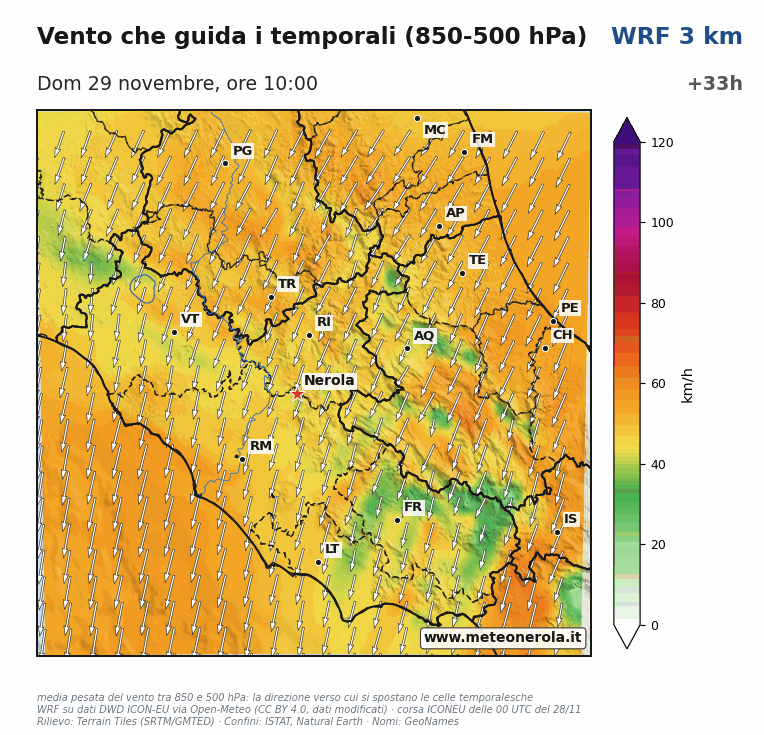 Vento che guida i temporali (850-500 hPa) WRF 3 km
Dom 29 novembre, ore 10:00 +33h
MC
FM
PG
AP
TE
TR
PE
VT
RI
CH
AQ
Nerola
RM
FR
IS
LT
www.meteonerola.it
120
100
80
60
40
20
0
km/h
media pesata del vento tra 850 e 500 hPa: la direzione verso cui si spostano le celle temporalesche
WRF su dati DWD ICON-EU via Open-Meteo (CC BY 4.0, dati modificati) · corsa ICONEU delle 00 UTC del 28/11
Rilievo: Terrain Tiles (SRTM/GMTED) · Confini: ISTAT, Natural Earth · Nomi: GeoNames